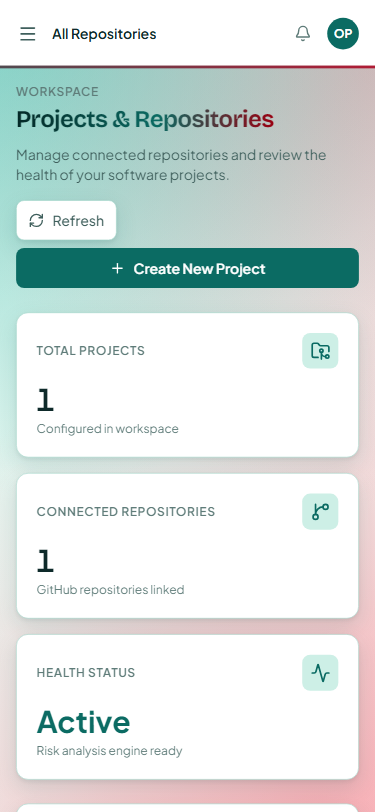 All Repositories
OP
WORKSPACE
Projects & Repositories
Manage connected repositories and review the
health of your software projects.
Refresh
Create New Project
TOTAL PROJECTS
1
Configured in workspace
CONNECTED REPOSITORIES
1
GitHub repositories linked
HEALTH STATUS
Active
Risk analysis engine ready